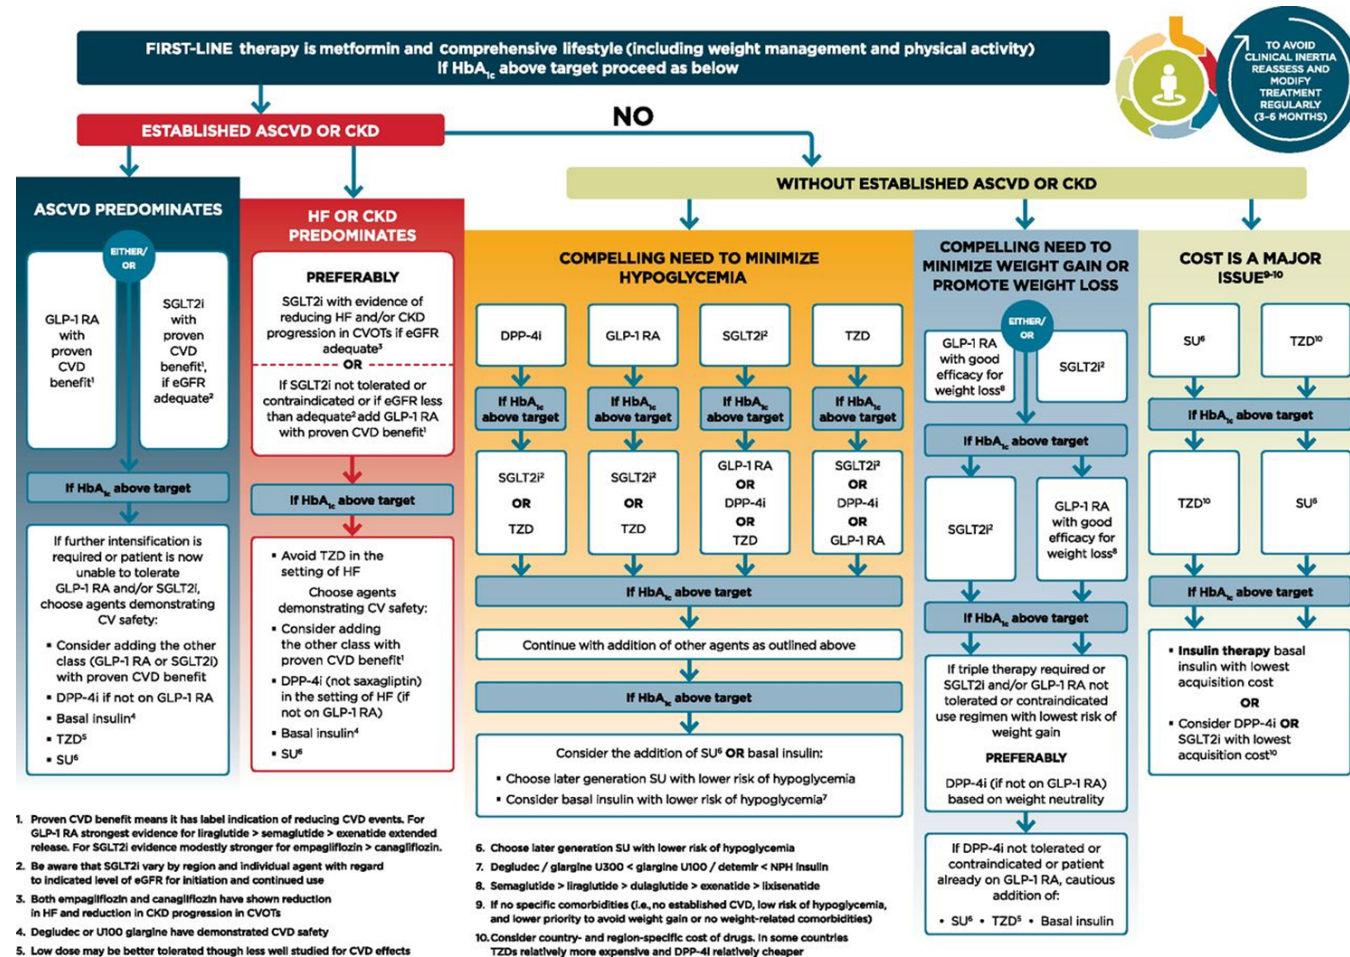 FIRST-LINE therapy is metformin and comprehensive lifestyle (including weight management and physical activity)
If HbA1c above target proceed as below
TO AVOID
CLINICAL INERTIA
REASSESS AND
MODIFY
TREATMENT
REGULARLY
(3–6 MONTHS)
ESTABLISHED ASCVD OR CKD
NO
WITHOUT ESTABLISHED ASCVD OR CKD
ASCVD PREDOMINATES
EITHER/
OR
GLP-1 RA
with
proven
CVD
benefit¹
SGLT2i
with
proven
CVD
benefit¹,
if eGFR
adequate²
If HbA1c above target
If further intensification is
required or patient is now
unable to tolerate
GLP-1 RA and/or SGLT2i,
choose agents demonstrating
CV safety:
▪ Consider adding the other
class (GLP-1 RA or SGLT2i)
with proven CVD benefit
▪ DPP-4i if not on GLP-1 RA
▪ Basal insulin⁴
▪ TZD⁵
▪ SU⁶
HF OR CKD
PREDOMINATES
PREFERABLY
SGLT2i with evidence of
reducing HF and/or CKD
progression in CVOTs if eGFR
adequate³
OR
If SGLT2i not tolerated or
contraindicated or if eGFR less
than adequate² add GLP-1 RA
with proven CVD benefit¹
If HbA1c above target
▪ Avoid TZD in the
setting of HF
Choose agents
demonstrating CV safety:
▪ Consider adding
the other class with
proven CVD benefit¹
▪ DPP-4i (not saxagliptin)
in the setting of HF (if
not on GLP-1 RA)
▪ Basal insulin⁴
▪ SU⁶
COMPELLING NEED TO MINIMIZE
HYPOGLYCEMIA
DPP-4i
GLP-1 RA
SGLT2i²
TZD
If HbA1c
above target
If HbA1c
above target
If HbA1c
above target
If HbA1c
above target
SGLT2i²
OR
TZD
SGLT2i²
OR
TZD
GLP-1 RA
OR
DPP-4i
OR
TZD
SGLT2i²
OR
DPP-4i
OR
GLP-1 RA
If HbA1c above target
Continue with addition of other agents as outlined above
If HbA1c above target
Consider the addition of SU⁶ OR basal insulin:
▪ Choose later generation SU with lower risk of hypoglycemia
▪ Consider basal insulin with lower risk of hypoglycemia⁷
COMPELLING NEED TO
MINIMIZE WEIGHT GAIN OR
PROMOTE WEIGHT LOSS
EITHER/
OR
GLP-1 RA
with good
efficacy for
weight loss⁸
SGLT2i²
If HbA1c above target
SGLT2i²
GLP-1 RA
with good
efficacy for
weight loss⁸
If HbA1c above target
If triple therapy required or
SGLT2i and/or GLP-1 RA not
tolerated or contraindicated
use regimen with lowest risk of
weight gain
PREFERABLY
DPP-4i (if not on GLP-1 RA)
based on weight neutrality
If DPP-4i not tolerated or
contraindicated or patient
already on GLP-1 RA, cautious
addition of:
• SU⁶ • TZD⁵ • Basal insulin
COST IS A MAJOR
ISSUE⁹⁻¹⁰
SU⁶
TZD¹⁰
If HbA1c above target
TZD¹⁰
SU⁶
If HbA1c above target
▪ Insulin therapy basal
insulin with lowest
acquisition cost
OR
▪ Consider DPP-4i OR
SGLT2i with lowest
acquisition cost¹⁰
1. Proven CVD benefit means it has label indication of reducing CVD events. For
GLP-1 RA strongest evidence for liraglutide > semaglutide > exenatide extended
release. For SGLT2i evidence modestly stronger for empagliflozin > canagliflozin.
2. Be aware that SGLT2i vary by region and individual agent with regard
to indicated level of eGFR for initiation and continued use
3. Both empagliflozin and canagliflozin have shown reduction
in HF and reduction in CKD progression in CVOTs
4. Degludec or U100 glargine have demonstrated CVD safety
5. Low dose may be better tolerated though less well studied for CVD effects
6. Choose later generation SU with lower risk of hypoglycemia
7. Degludec / glargine U300 < glargine U100 / detemir < NPH insulin
8. Semaglutide > liraglutide > dulaglutide > exenatide > lixisenatide
9. If no specific comorbidities (i.e., no established CVD, low risk of hypoglycemia,
and lower priority to avoid weight gain or no weight-related comorbidities)
10. Consider country- and region-specific cost of drugs. In some countries
TZDs relatively more expensive and DPP-4i relatively cheaper